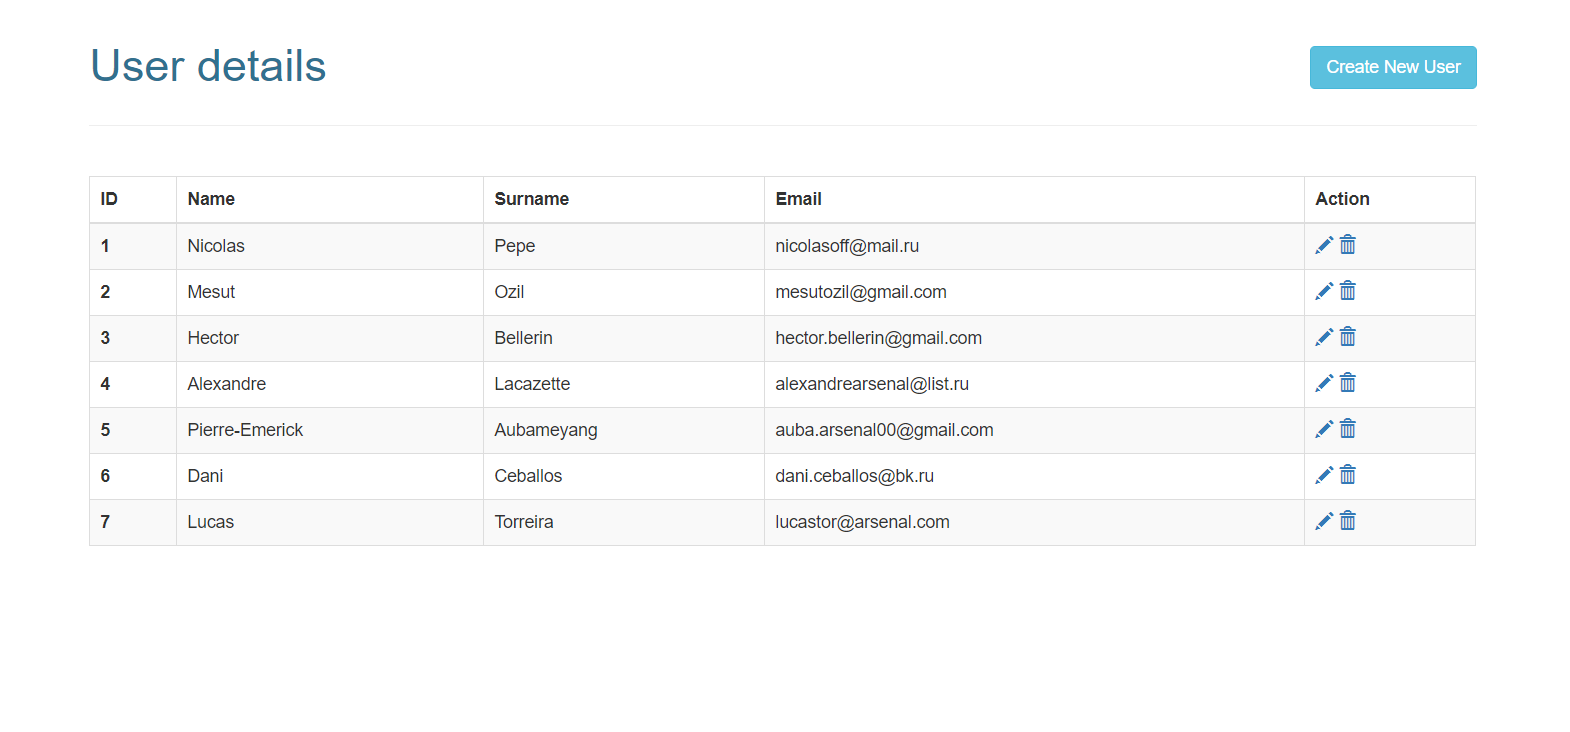 User details
Create New User
ID Name Surname Email Action
1 Nicolas Pepe nicolasoff@mail.ru
2 Mesut Ozil mesutozil@gmail.com
3 Hector Bellerin hector.bellerin@gmail.com
4 Alexandre Lacazette alexandrearsenal@list.ru
5 Pierre-Emerick Aubameyang auba.arsenal00@gmail.com
6 Dani Ceballos dani.ceballos@bk.ru
7 Lucas Torreira lucastor@arsenal.com